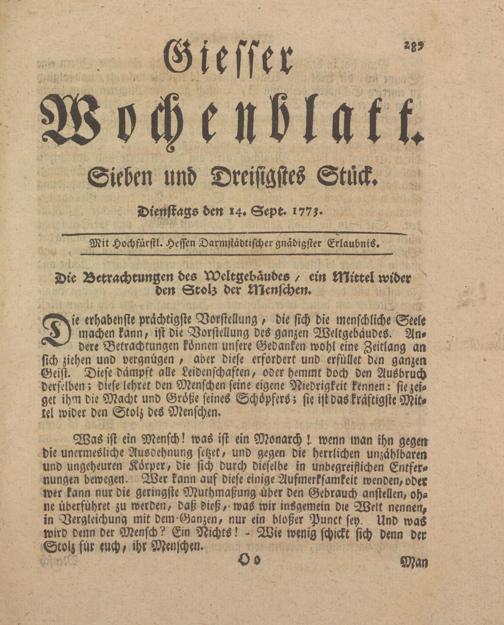 289
Giesser
Wochenblatt.
Sieben und Dreisigstes Stück.
Dienstags den 14. Sept. 1773.
Mit Hochfürstl. Hessen Darmstädtischer gnädigster Erlaubnis.
Die Betrachtungen des Weltgebäudes, ein Mittel wider
den Stolz der Menschen.
Die erhabenste prächtigste Vorstellung, die sich die menschliche Seele
machen kann, ist die Vorstellung des ganzen Weltgebäudes. An-
dere Betrachtungen können unsere Gedanken wohl eine Zeitlang an
sich ziehen und vergnügen, aber diese erfordert und erfüllet den ganzen
Geist. Diese dämpft alle Leidenschaften, oder hemmt doch den Ausbruch
derselben; diese lehret den Menschen seine eigene Niedrigkeit kennen: sie zei-
get ihm die Macht und Größe seines Schöpfers; sie ist das kräftigste Mit-
tel wider den Stolz des Menschen.
Was ist ein Mensch! was ist ein Monarch! wenn man ihn gegen
die unermesliche Ausdehnung setzet, und gegen die herrlichen unzählbaren
und ungeheuren Körper, die sich durch dieselbe in unbegreiflichen Entfer-
nungen bewegen. Wer kann auf diese einige Aufmerksamkeit wenden, oder
wer kann nur die geringste Muthmaßung über den Gebrauch anstellen, oh-
ne überführet zu werden, daß dieß, was wir insgemein die Welt nennen,
in Vergleichung mit dem Ganzen, nur ein bloßer Punct sey. Und was
wird denn der Mensch? Ein Nichts! - Wie wenig schickt sich denn der
Stolz für euch, ihr Menschen.
O o
Man